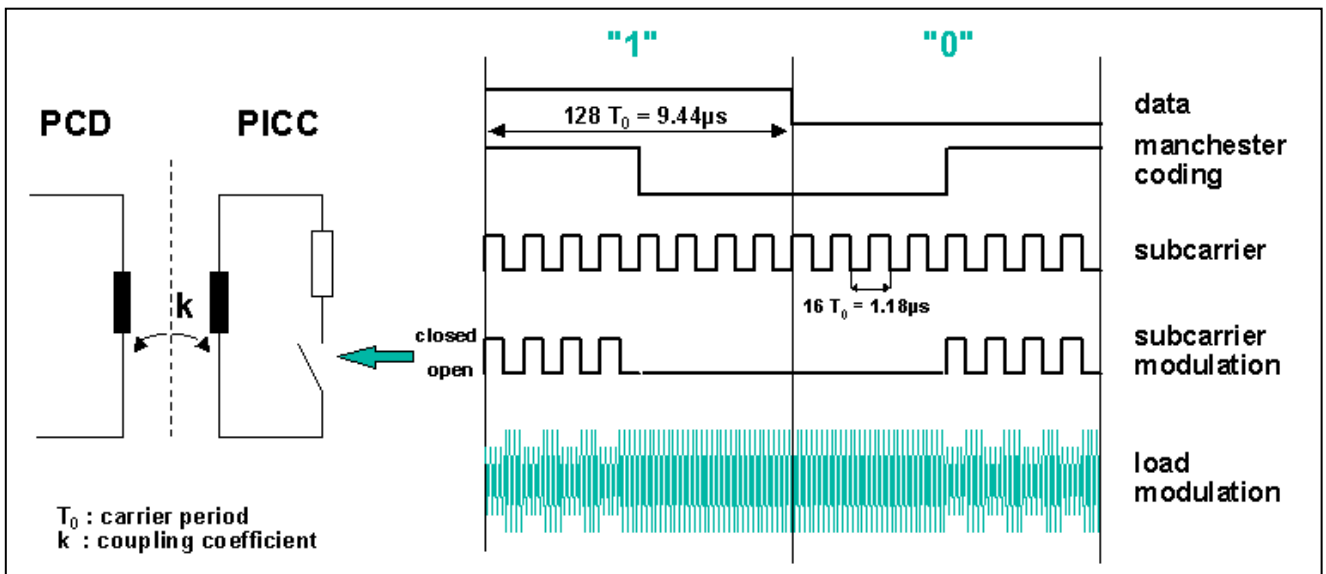 "1"
"0"
PCD
PICC
128 T₀ = 9.44µs
data
manchester
coding
subcarrier
k
16 T₀ = 1.18µs
closed
open
subcarrier
modulation
load
modulation
T₀ : carrier period
k : coupling coefficient